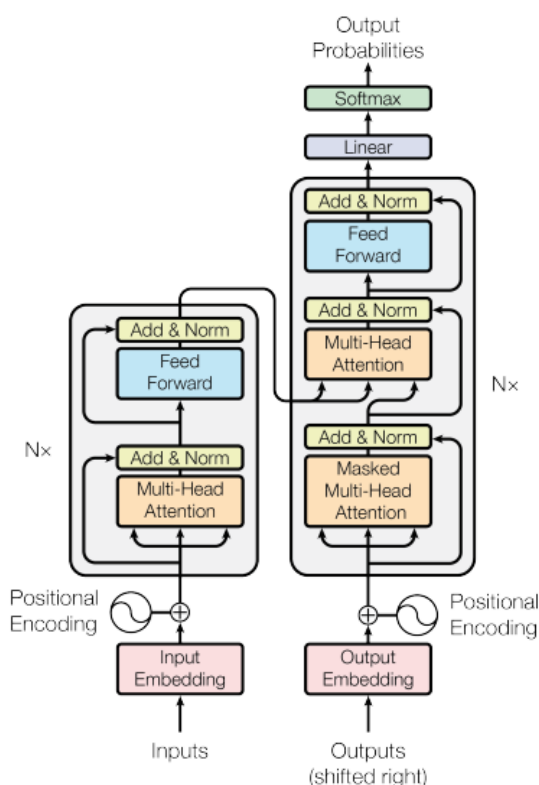 Output
Probabilities
Softmax
Linear
Add & Norm
Feed
Forward
Add & Norm
Multi-Head
Attention
Add & Norm
Masked
Multi-Head
Attention
Nx
Add & Norm
Feed
Forward
Add & Norm
Multi-Head
Attention
Nx
Positional
Encoding
Positional
Encoding
Input
Embedding
Output
Embedding
Inputs
Outputs
(shifted right)